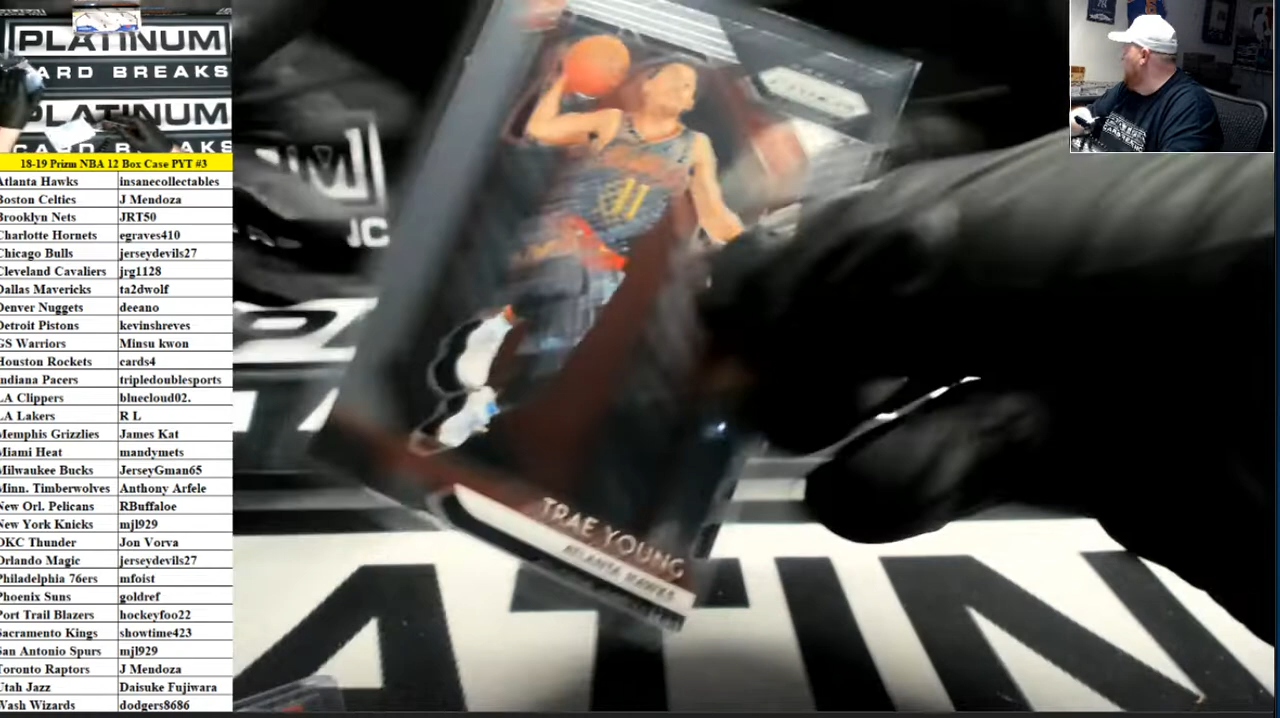 PLATINUM
ARD BREAKS
PLATINUM
CARD BREAKS
18-19 Prizm NBA 12 Box Case PYT #3
Atlanta Hawks insanecollectables
Boston Celtics J Mendoza
Brooklyn Nets JRT50
Charlotte Hornets egraves410
Chicago Bulls jerseydevils27
Cleveland Cavaliers jrg1128
Dallas Mavericks ta2dwolf
Denver Nuggets deeano
Detroit Pistons kevinshreves
GS Warriors Minsu kwon
Houston Rockets cards4
Indiana Pacers tripledoublesports
LA Clippers bluecloud02.
LA Lakers R L
Memphis Grizzlies James Kat
Miami Heat mandymets
Milwaukee Bucks JerseyGman65
Minn. Timberwolves Anthony Arfele
New Orl. Pelicans RBuffaloe
New York Knicks mjl929
OKC Thunder Jon Vorva
Orlando Magic jerseydevils27
Philadelphia 76ers mfoist
Phoenix Suns goldref
Port Trail Blazers hockeyfoo22
Sacramento Kings showtime423
San Antonio Spurs mjl929
Toronto Raptors J Mendoza
Utah Jazz Daisuke Fujiwara
Wash Wizards dodgers8686
PRIZM
11
TRAE YOUNG
ATLANTA HAWKS
ATIN